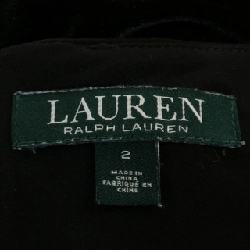 LAUREN
RALPH LAUREN
2
MADE IN
CHINA
FABRIQUÉ EN
CHINE